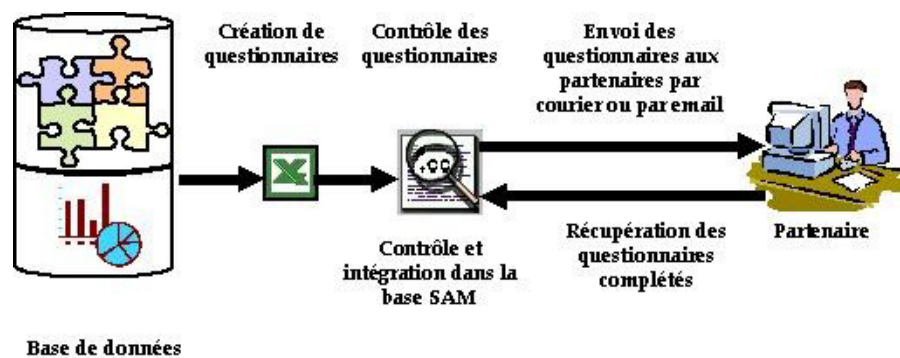 Création de
questionnaires
Contrôle des
questionnaires
Envoi des
questionnaires aux
partenaires par
courier ou par email
Contrôle et
intégration dans la
base SAM
Récupération des
questionnaires
complétés
Partenaire
Base de données